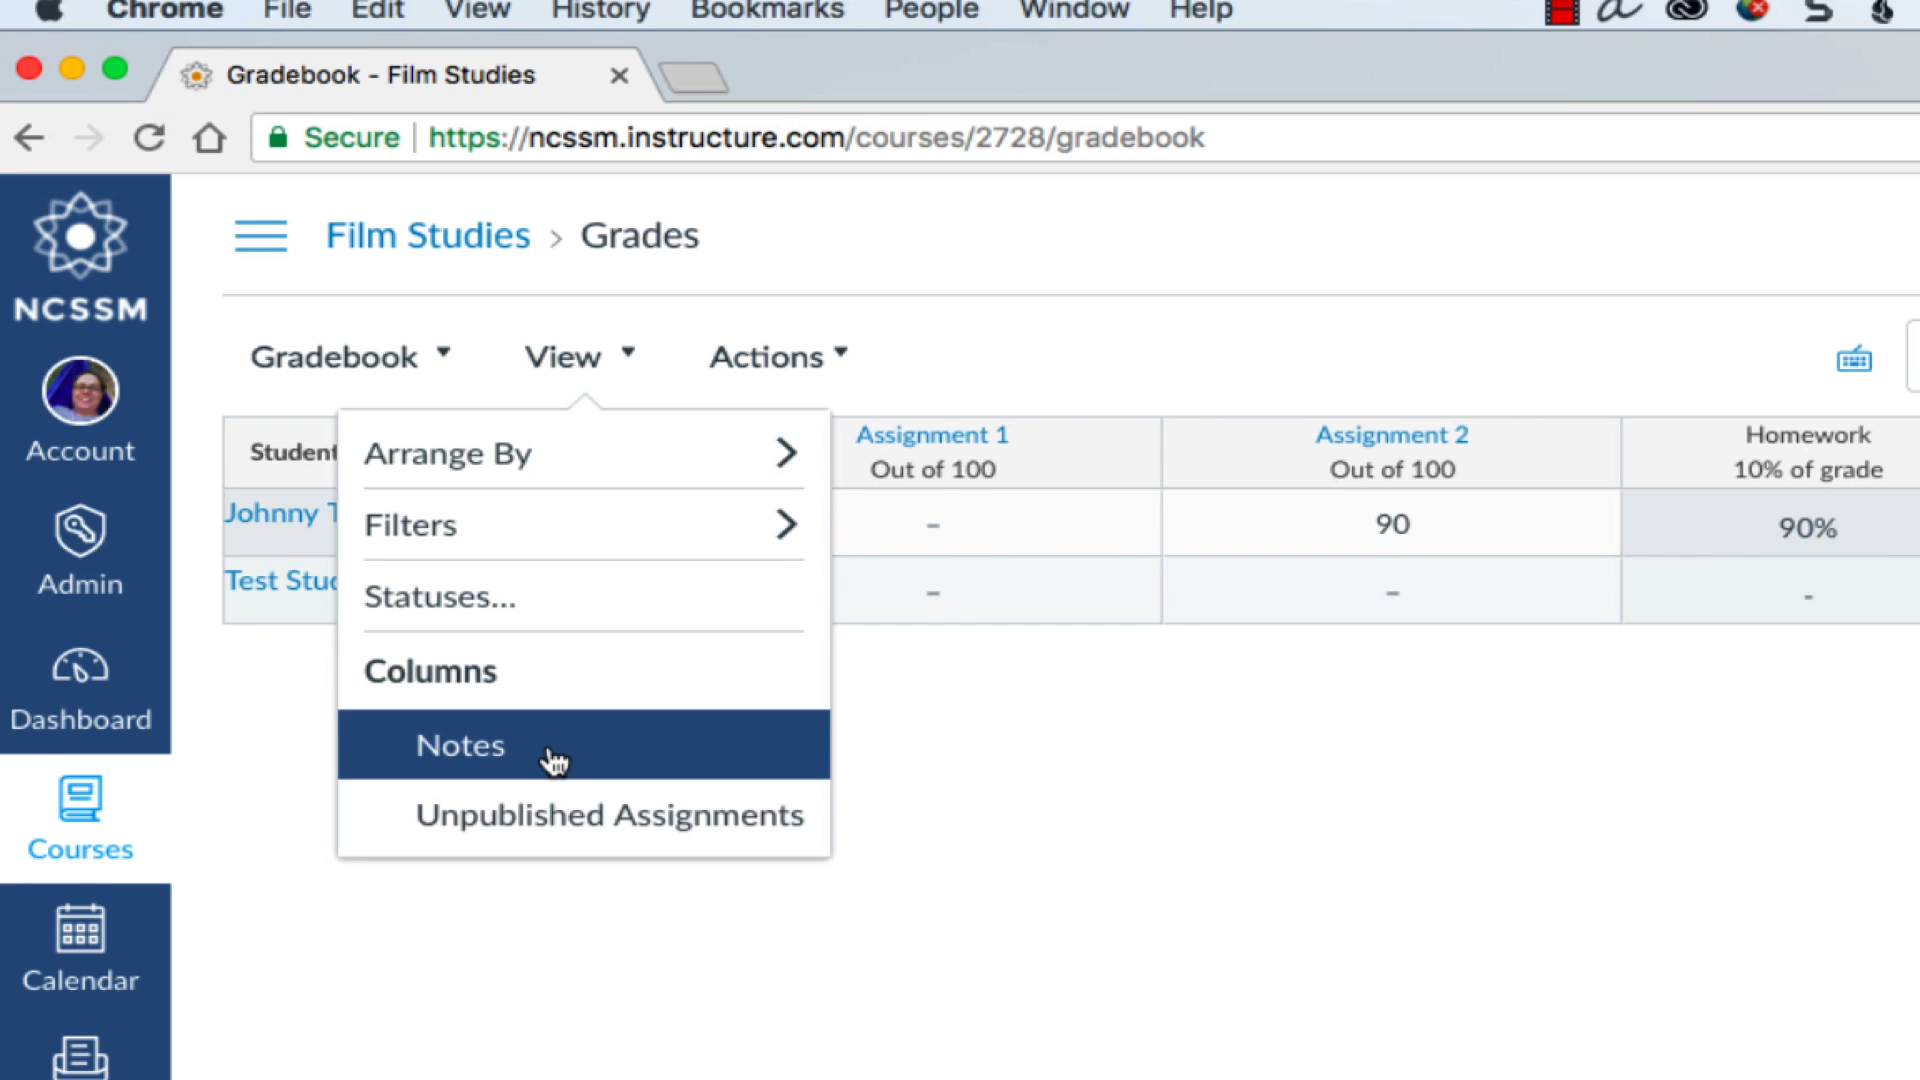 Chrome File Edit View History Bookmarks People Window Help
Gradebook - Film Studies
Secure https://ncssm.instructure.com/courses/2728/gradebook
NCSSM
Account
Admin
Dashboard
Courses
Calendar
Film Studies > Grades
Gradebook View Actions
Arrange By
Filters
Statuses...
Columns
Notes
Unpublished Assignments
Student Assignment 1 Assignment 2 Homework
Out of 100 Out of 100 10% of grade
Johnny T – 90 90%
Test Stud – – -